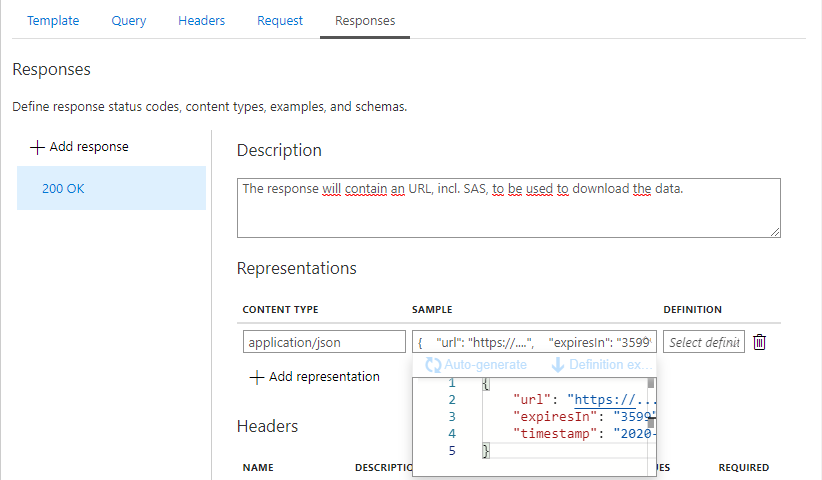 Template Query Headers Request Responses
Responses
Define response status codes, content types, examples, and schemas.
Add response
200 OK
Description
The response will contain an URL, incl. SAS, to be used to download the data.
Representations
CONTENT TYPE SAMPLE DEFINITION
application/json { "url": "https://....", "expiresIn": "3599" Select definit
Auto-generate Definition ex...
Add representation
1 {
2 "url": "https://...
3 "expiresIn": "3599"
4 "timestamp": "2020-
5 }
Headers
NAME DESCRIPTIO UES REQUIRED